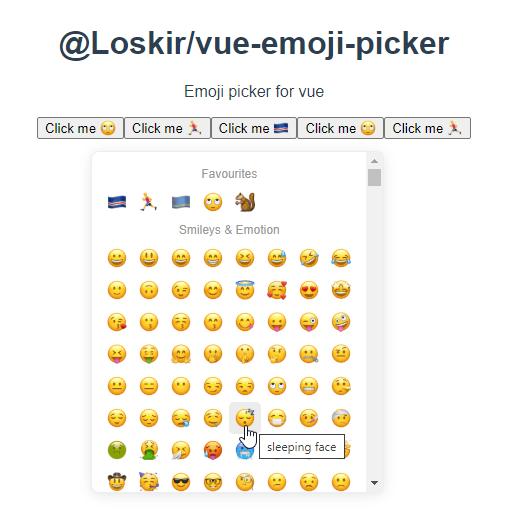 @Loskir/vue-emoji-picker
Emoji picker for vue
Click me 🙄 Click me 🏃‍♀️ Click me 🇨🇻 Click me 🙄 Click me 🏃‍♀️
Favourites
Smileys & Emotion
sleeping face